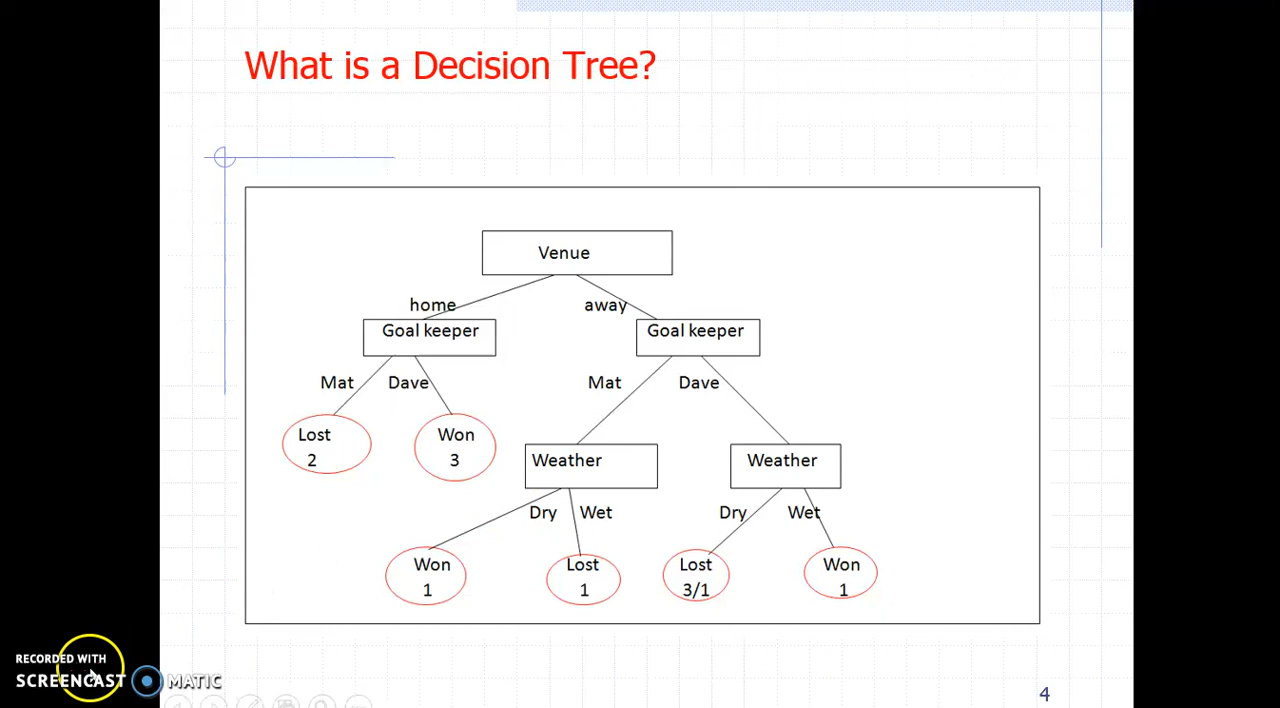 What is a Decision Tree?
Venue
home away
Goal keeper Goal keeper
Mat Dave Mat Dave
Lost Won
2 3
Weather Weather
Dry Wet Dry Wet
Won Lost Lost Won
1 1 3/1 1
RECORDED WITH
SCREENCAST MATIC
4